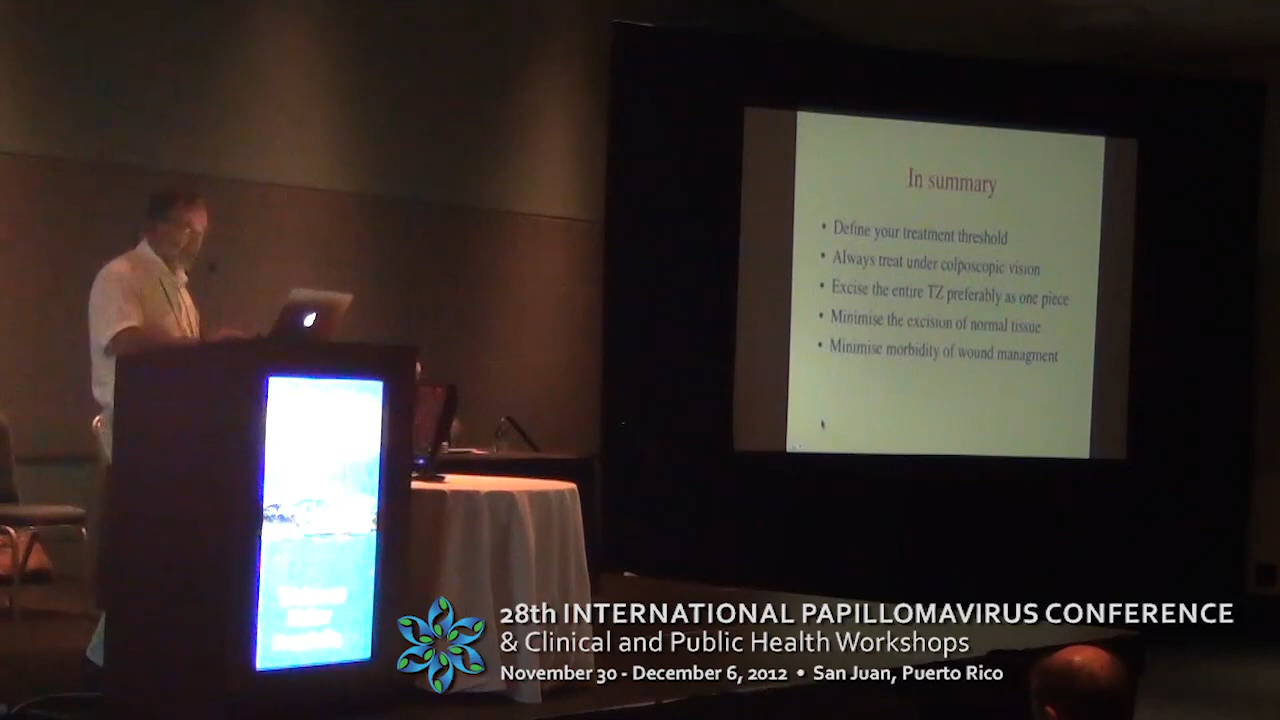 In summary
• Define your treatment threshold
• Always treat under colposcopic vision
• Excise the entire TZ preferably as one piece
• Minimise the excision of normal tissue
• Minimise morbidity of wound managment
28th INTERNATIONAL PAPILLOMAVIRUS CONFERENCE
& Clinical and Public Health Workshops
November 30 - December 6, 2012 • San Juan, Puerto Rico